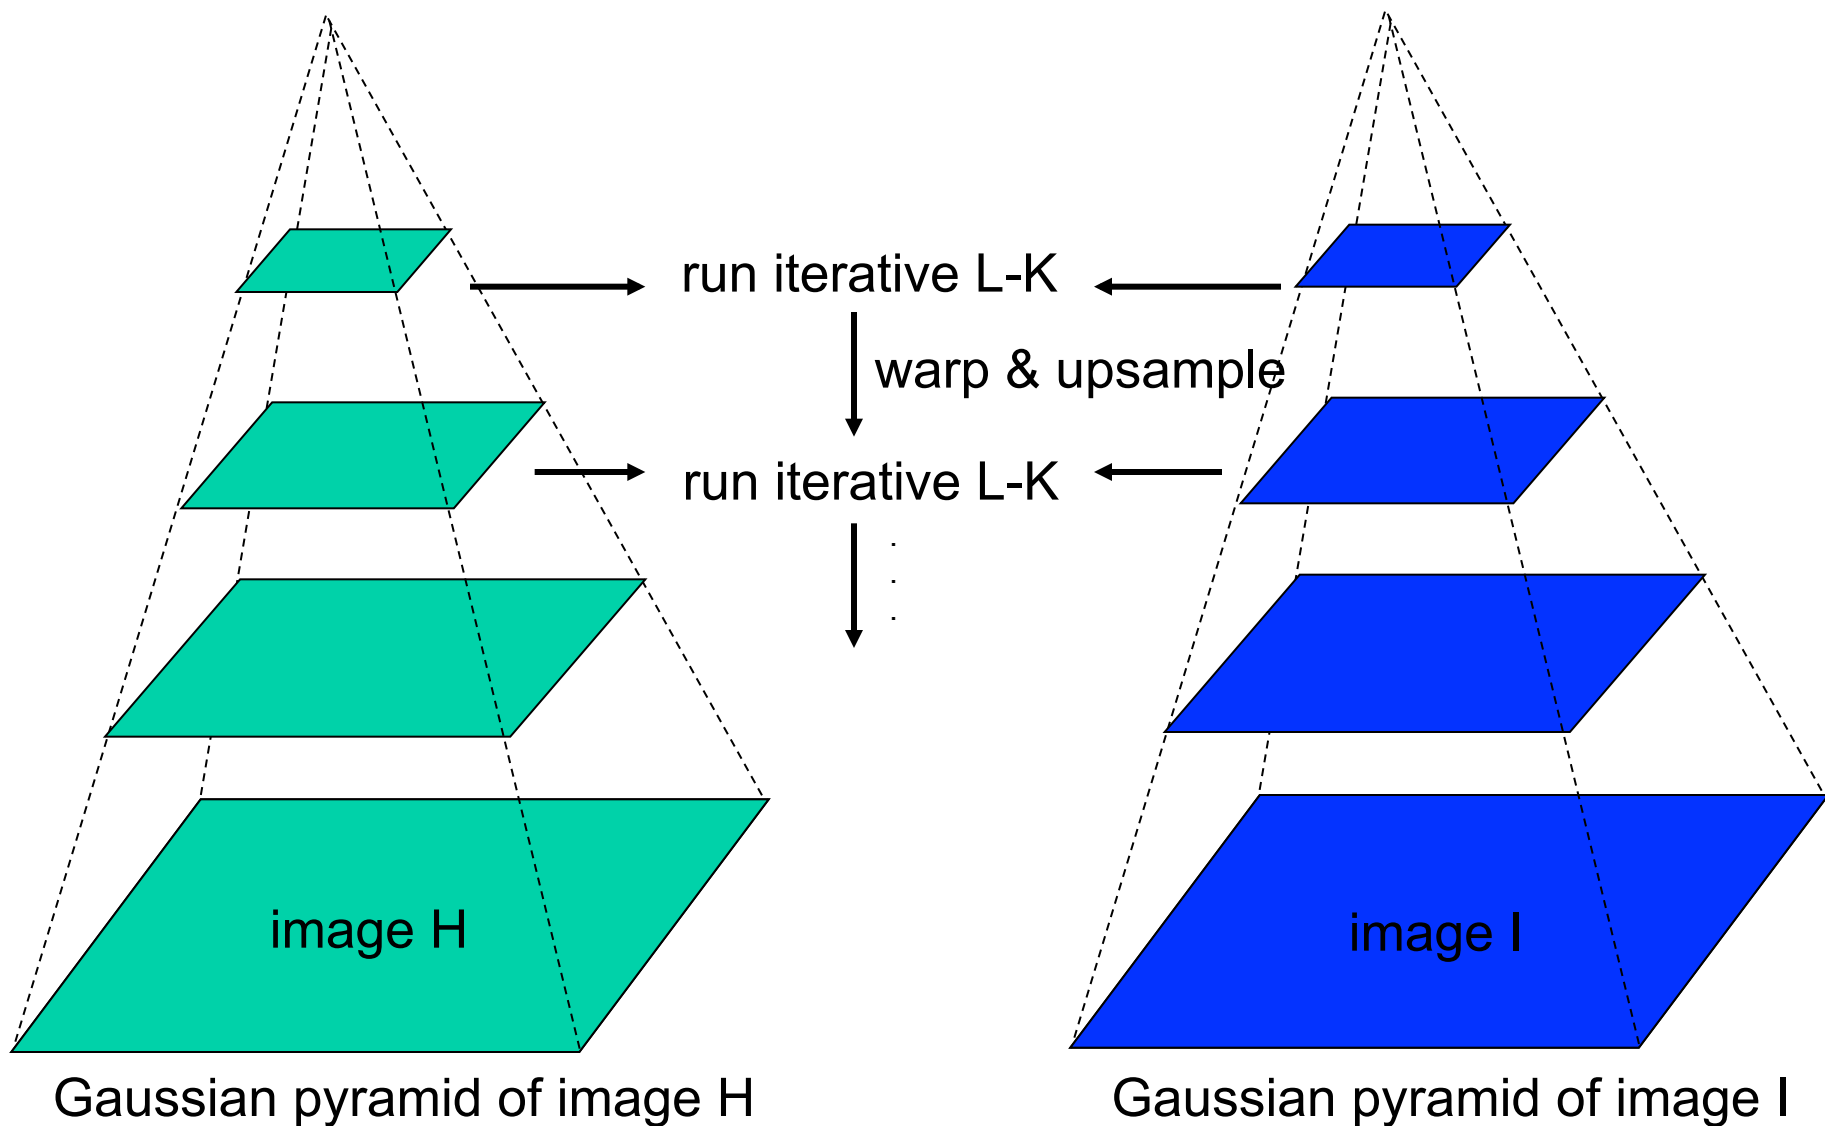 run iterative L-K
warp & upsample
run iterative L-K
.
.
.
image H
image I
Gaussian pyramid of image H
Gaussian pyramid of image I